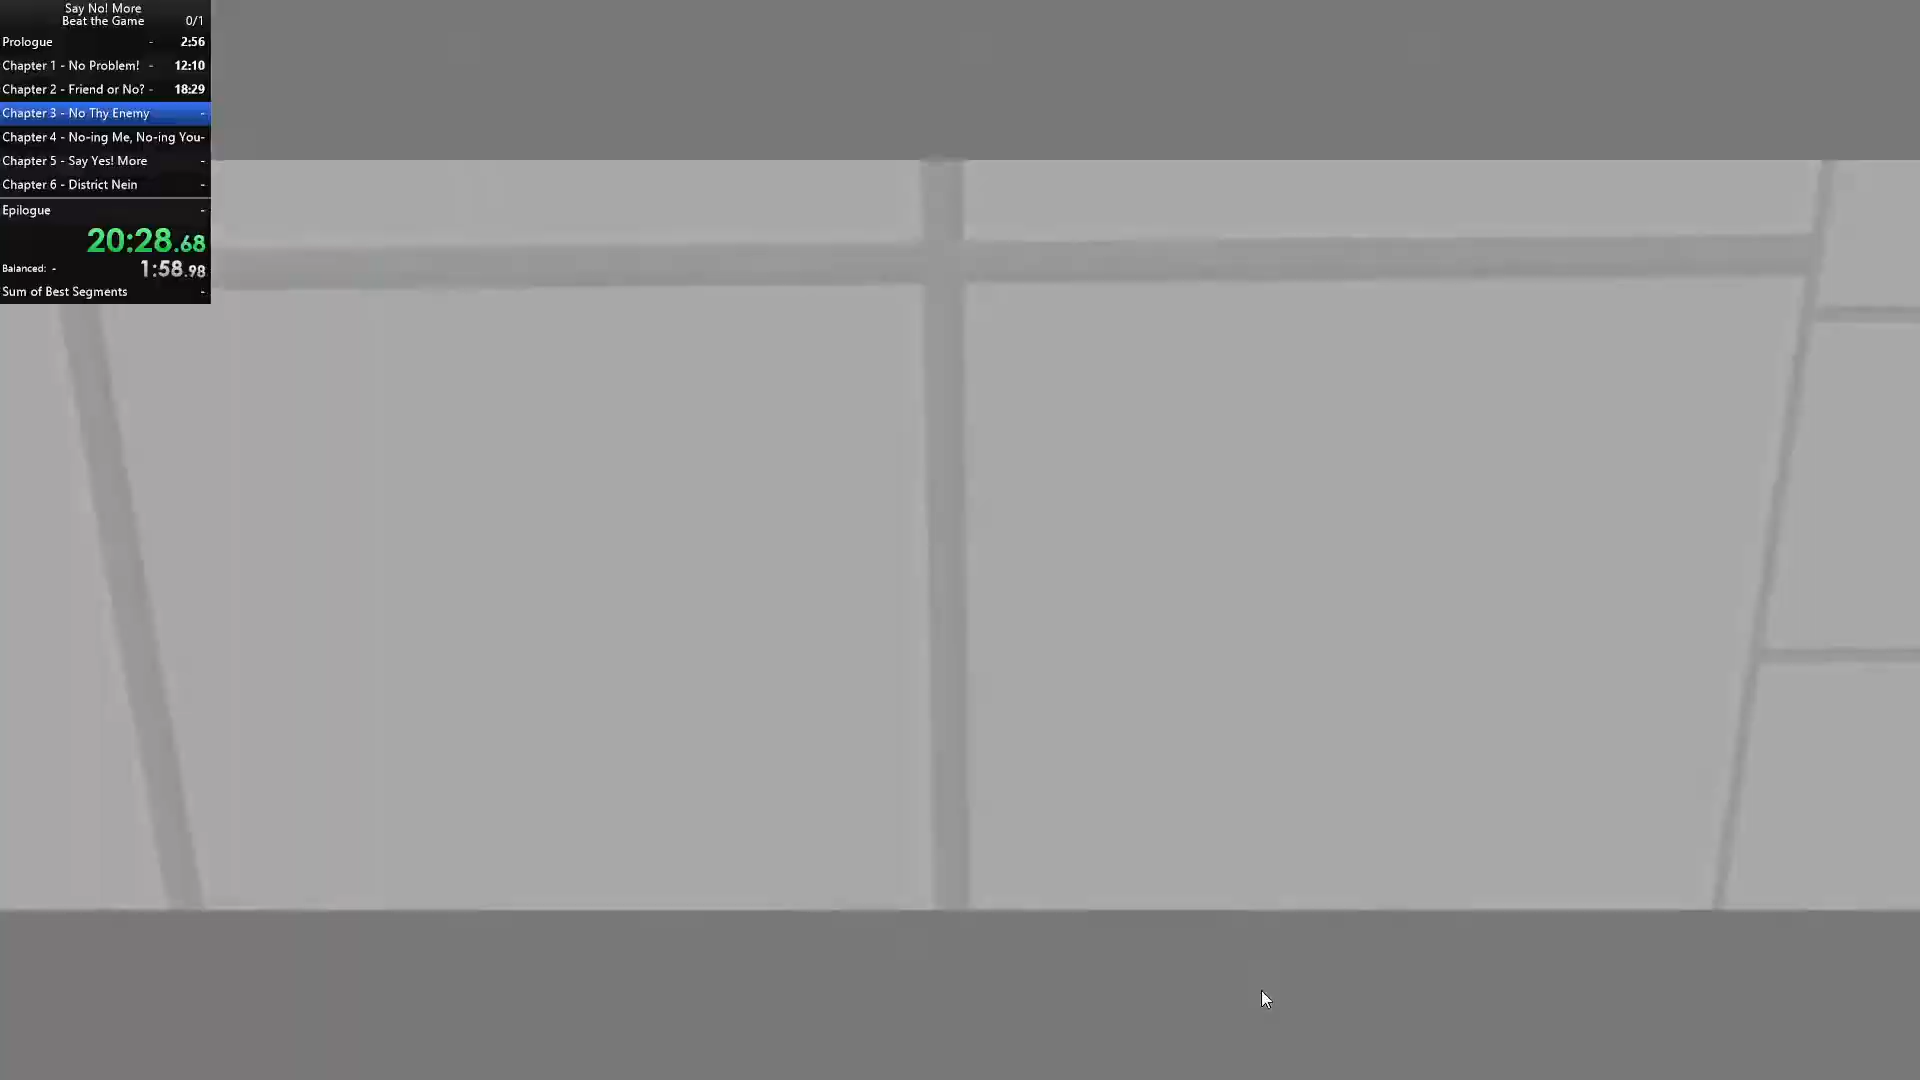 Say No! More
Beat the Game 0/1
Prologue - 2:56
Chapter 1 - No Problem! - 12:10
Chapter 2 - Friend or No? - 18:29
Chapter 3 - No Thy Enemy -
Chapter 4 - No-ing Me, No-ing You-
Chapter 5 - Say Yes! More -
Chapter 6 - District Nein -
Epilogue -
20:28.68
Balanced: - 1:58.98
Sum of Best Segments -